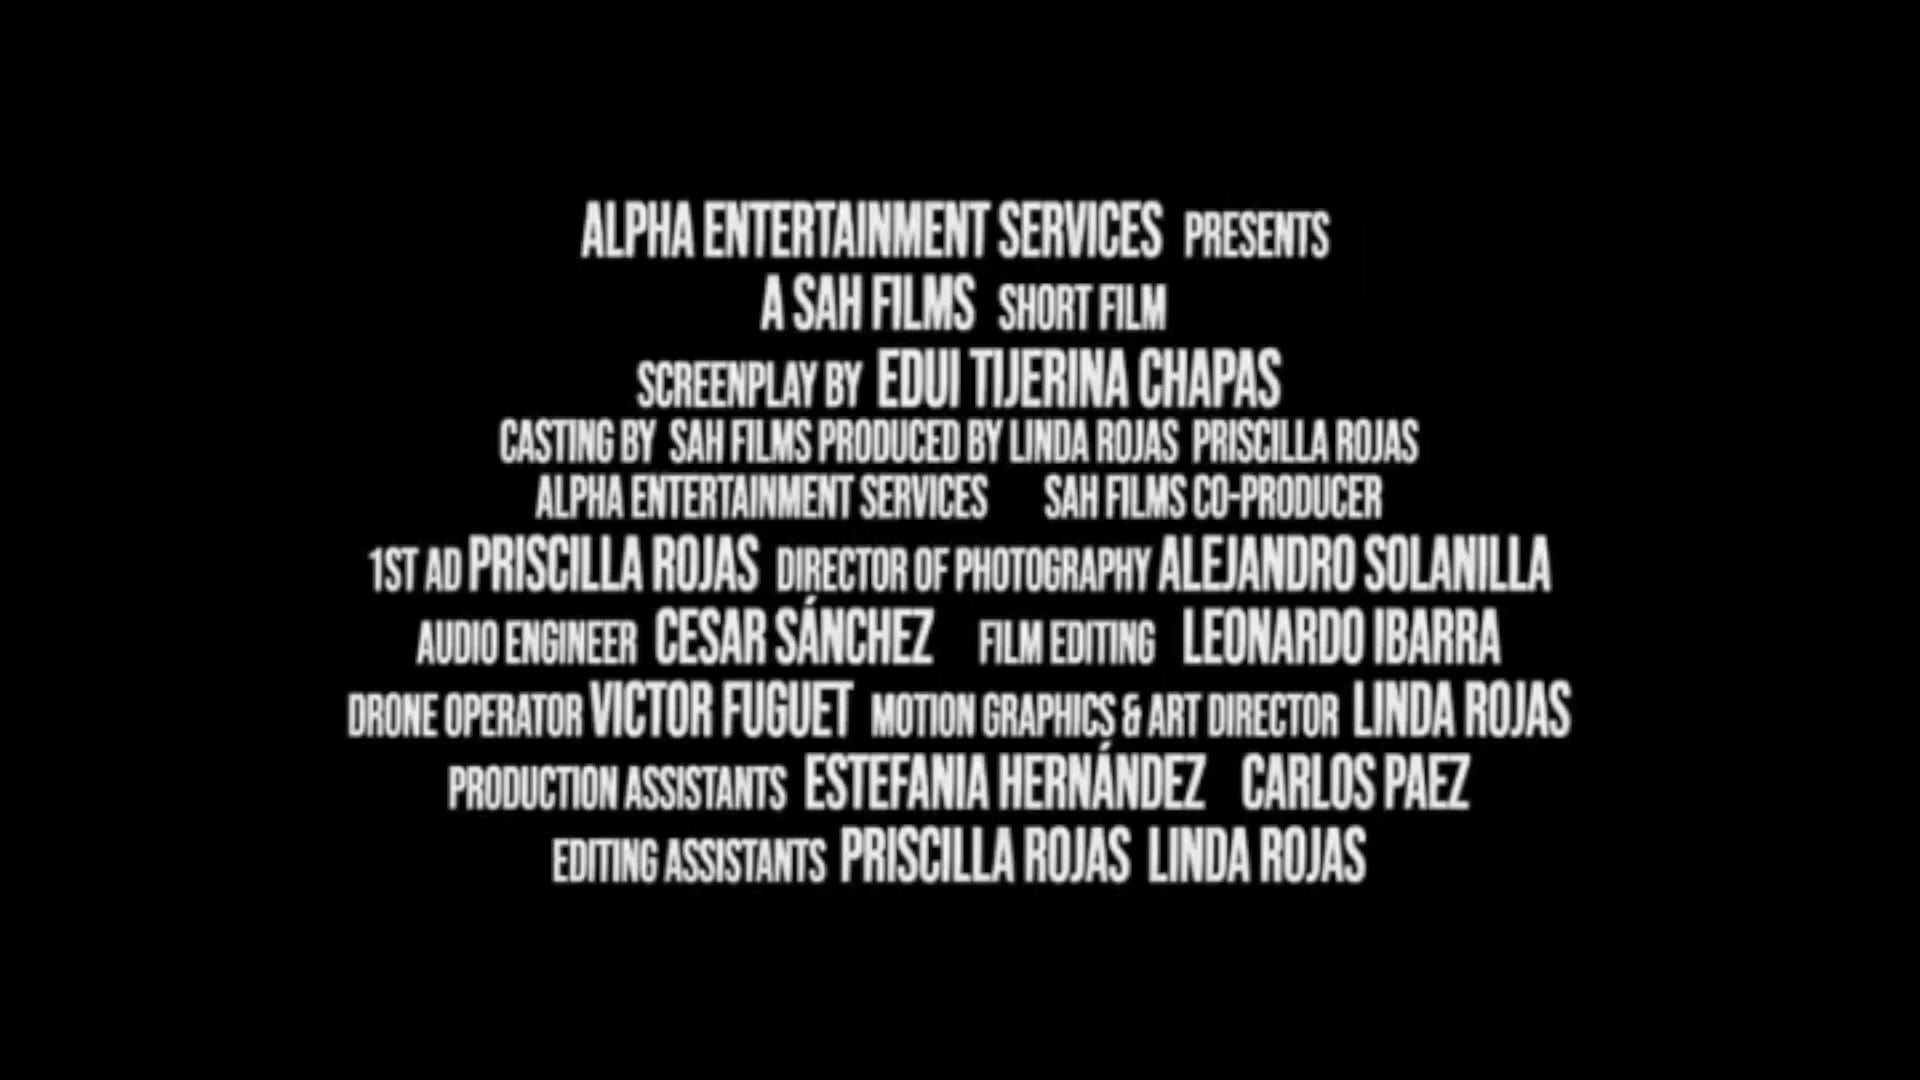 ALPHA ENTERTAINMENT SERVICES PRESENTS
A SAH FILMS SHORT FILM
SCREENPLAY BY EDUI TIJERINA CHAPAS
CASTING BY SAH FILMS PRODUCED BY LINDA ROJAS PRISCILLA ROJAS
ALPHA ENTERTAINMENT SERVICES SAH FILMS CO-PRODUCER
1ST AD PRISCILLA ROJAS DIRECTOR OF PHOTOGRAPHY ALEJANDRO SOLANILLA
AUDIO ENGINEER CESAR SÁNCHEZ FILM EDITING LEONARDO IBARRA
DRONE OPERATOR VICTOR FUGUET MOTION GRAPHICS & ART DIRECTOR LINDA ROJAS
PRODUCTION ASSISTANTS ESTEFANIA HERNÁNDEZ CARLOS PAEZ
EDITING ASSISTANTS PRISCILLA ROJAS LINDA ROJAS